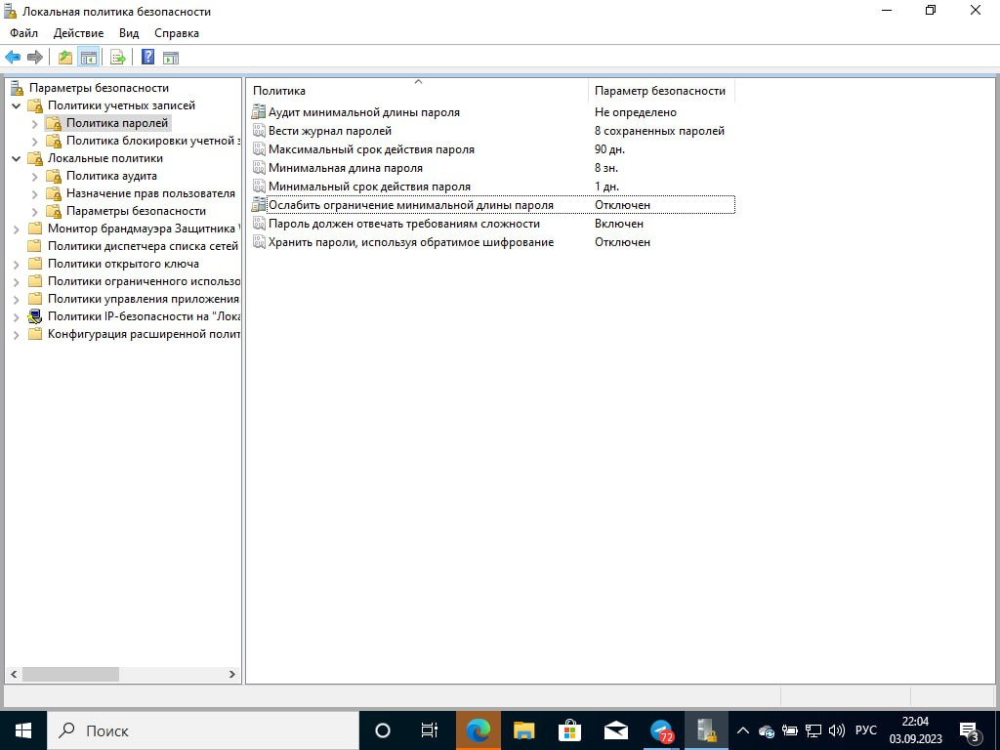 Локальная политика безопасности
Файл Действие Вид Справка
Параметры безопасности
Политики учетных записей
Политика паролей
Политика блокировки учетной з
Локальные политики
Политика аудита
Назначение прав пользователя
Параметры безопасности
Монитор брандмауэра Защитника
Политики диспетчера списка сетей
Политики открытого ключа
Политики ограниченного использо
Политики управления приложения
Политики IP-безопасности на "Лока
Конфигурация расширенной полит
Политика Параметр безопасности
Аудит минимальной длины пароля Не определено
Вести журнал паролей 8 сохраненных паролей
Максимальный срок действия пароля 90 дн.
Минимальная длина пароля 8 зн.
Минимальный срок действия пароля 1 дн.
Ослабить ограничение минимальной длины пароля Отключен
Пароль должен отвечать требованиям сложности Включен
Хранить пароли, используя обратимое шифрование Отключен
Поиск
72
РУС
22:04
03.09.2023
3